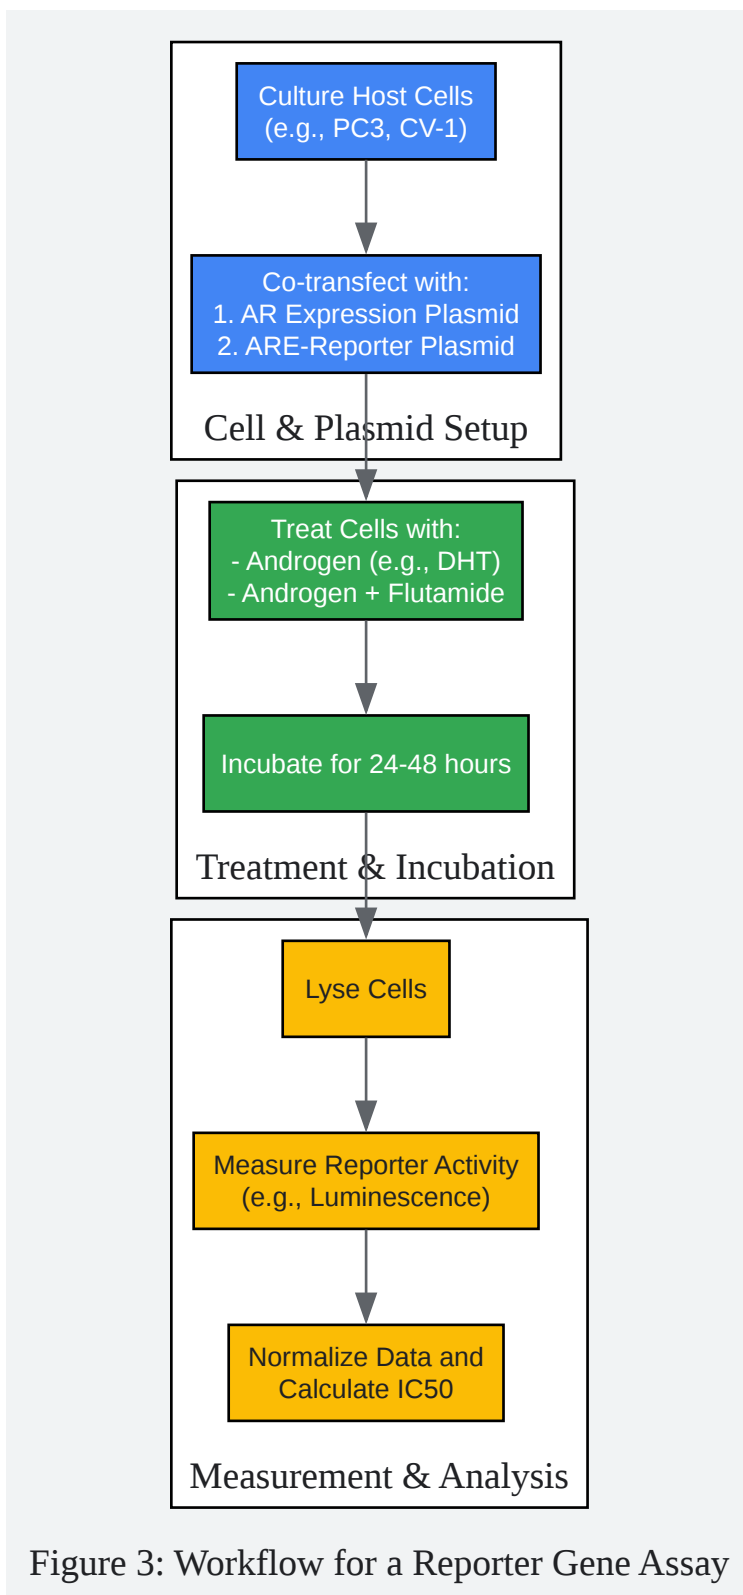 Culture Host Cells
(e.g., PC3, CV-1)
Co-transfect with:
1. AR Expression Plasmid
2. ARE-Reporter Plasmid
Cell & Plasmid Setup
Treat Cells with:
- Androgen (e.g., DHT)
- Androgen + Flutamide
Incubate for 24-48 hours
Treatment & Incubation
Lyse Cells
Measure Reporter Activity
(e.g., Luminescence)
Normalize Data and
Calculate IC50
Measurement & Analysis
Figure 3: Workflow for a Reporter Gene Assay